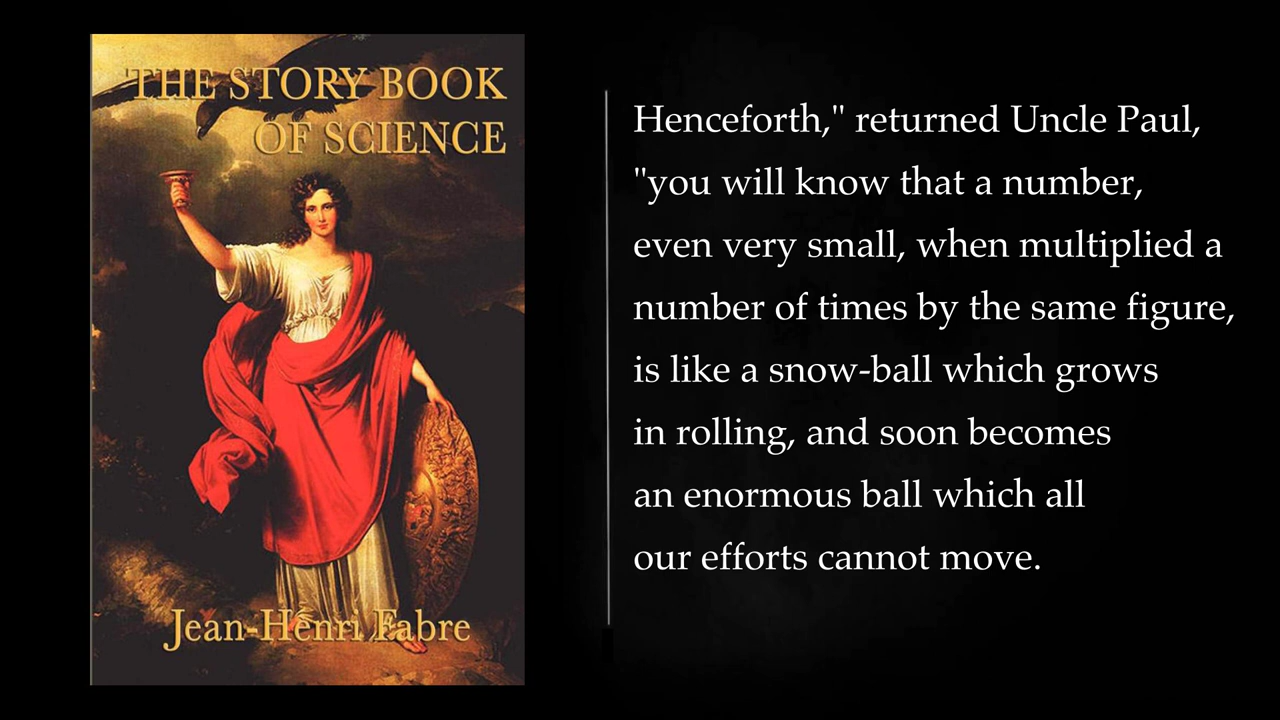 THE STORY BOOK
OF SCIENCE
Jean-Henri Fabre
Henceforth," returned Uncle Paul,
"you will know that a number,
even very small, when multiplied a
number of times by the same figure,
is like a snow-ball which grows
in rolling, and soon becomes
an enormous ball which all
our efforts cannot move.